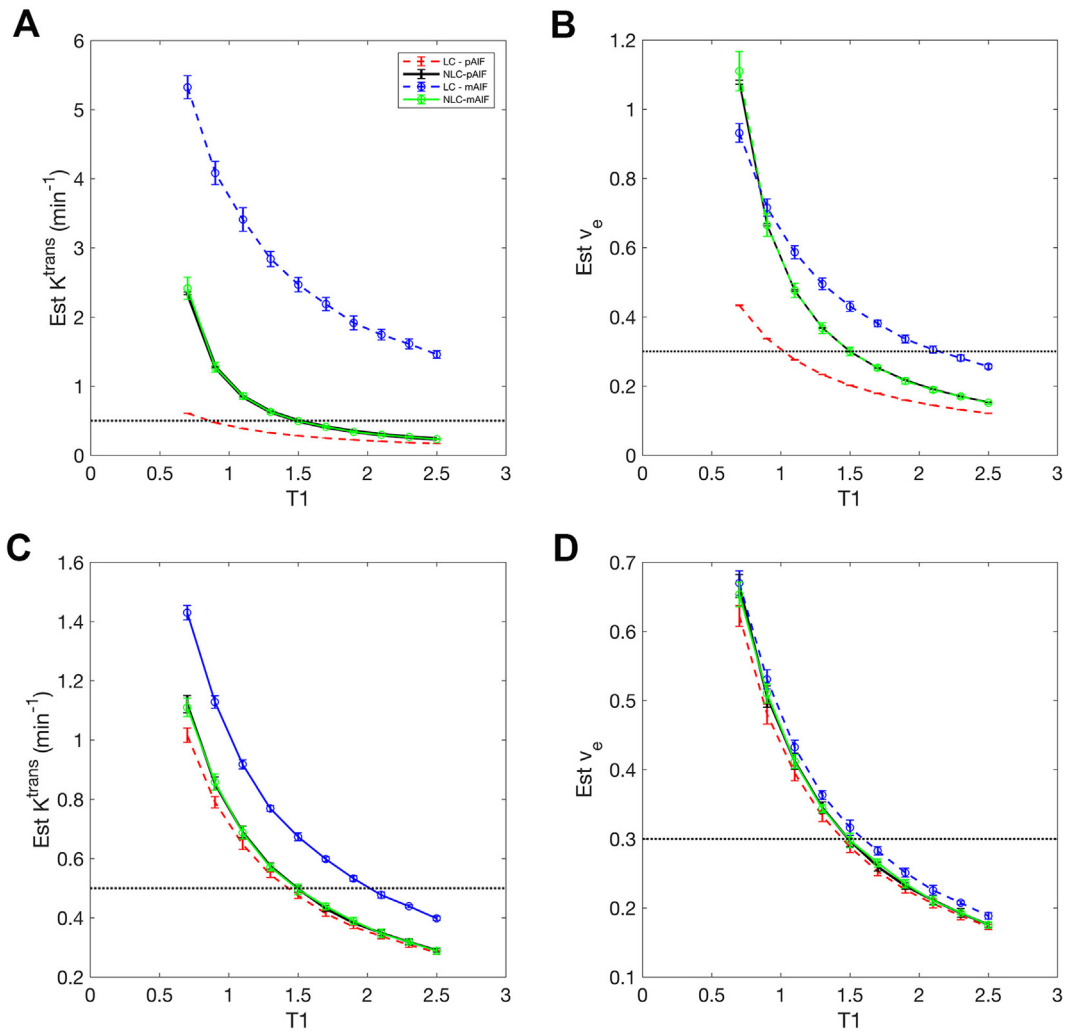 A
Est K^trans (min^-1)
6
5
4
3
2
1
0
0 0.5 1 1.5 2 2.5 3
T1
LC - pAIF
NLC-pAIF
LC - mAIF
NLC-mAIF
B
Est v_e
1.2
1
0.8
0.6
0.4
0.2
0
0 0.5 1 1.5 2 2.5 3
T1
C
Est K^trans (min^-1)
1.6
1.4
1.2
1
0.8
0.6
0.4
0.2
0 0.5 1 1.5 2 2.5 3
T1
D
Est v_e
0.7
0.6
0.5
0.4
0.3
0.2
0.1
0 0.5 1 1.5 2 2.5 3
T1